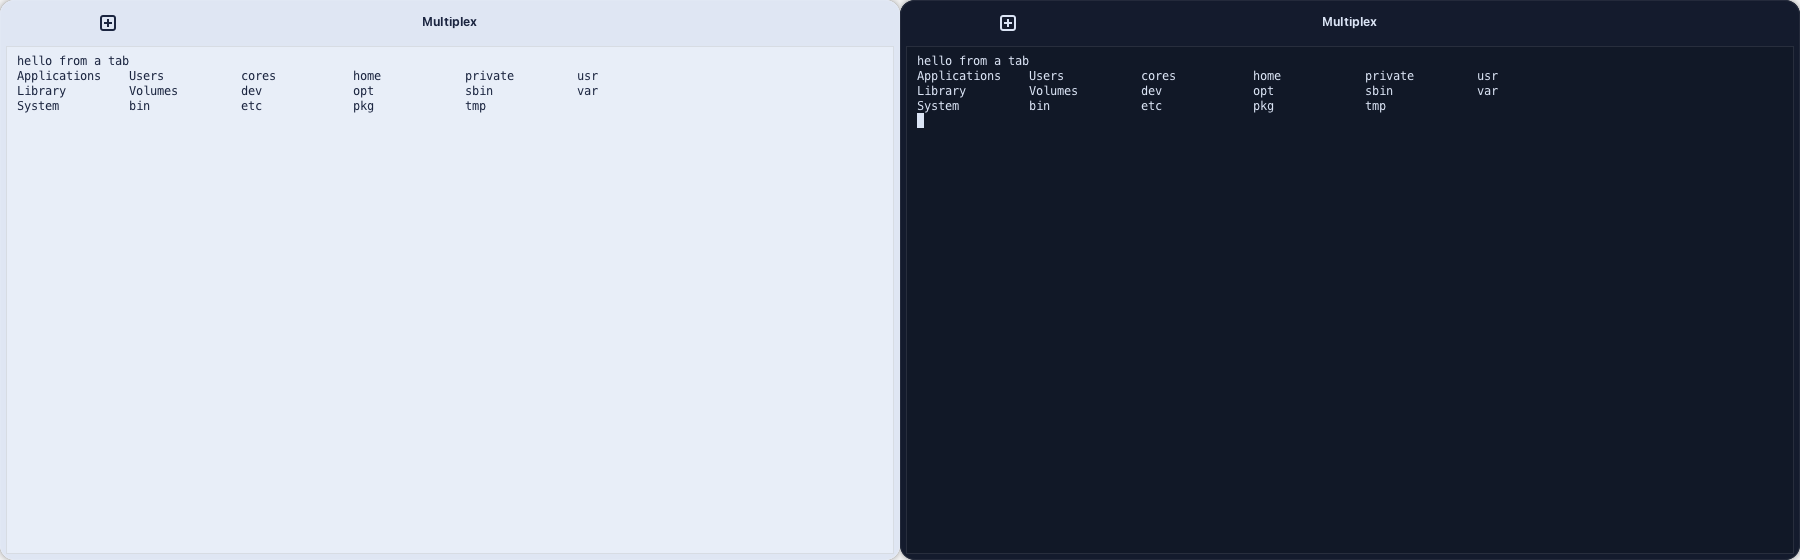 Multiplex
hello from a tab
Applications Users cores home private usr
Library Volumes dev opt sbin var
System bin etc pkg tmp
Multiplex
hello from a tab
Applications Users cores home private usr
Library Volumes dev opt sbin var
System bin etc pkg tmp